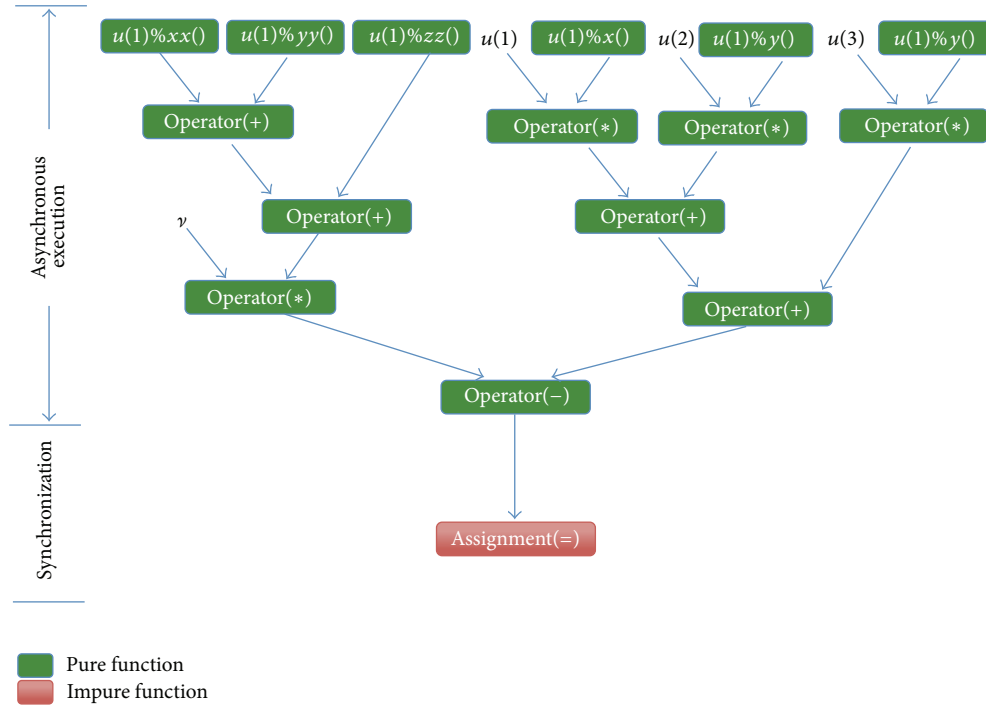 u(1)%xx()
u(1)%yy()
u(1)%zz()
u(1)
u(1)%x()
u(2)
u(1)%y()
u(3)
u(1)%y()
Operator(+)
Operator(∗)
Operator(∗)
Operator(∗)
Operator(+)
Operator(+)
ν
Operator(∗)
Operator(+)
Operator(−)
Assignment(=)
Asynchronous
execution
Synchronization
Pure function
Impure function